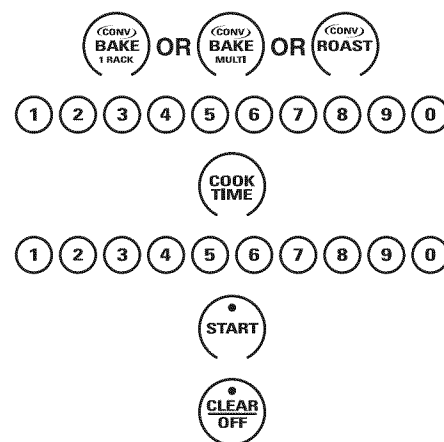 CONV BAKE 1 RACK OR CONV BAKE MULTI OR CONV ROAST
1 2 3 4 5 6 7 8 9 0
COOK TIME
1 2 3 4 5 6 7 8 9 0
START
CLEAR OFF